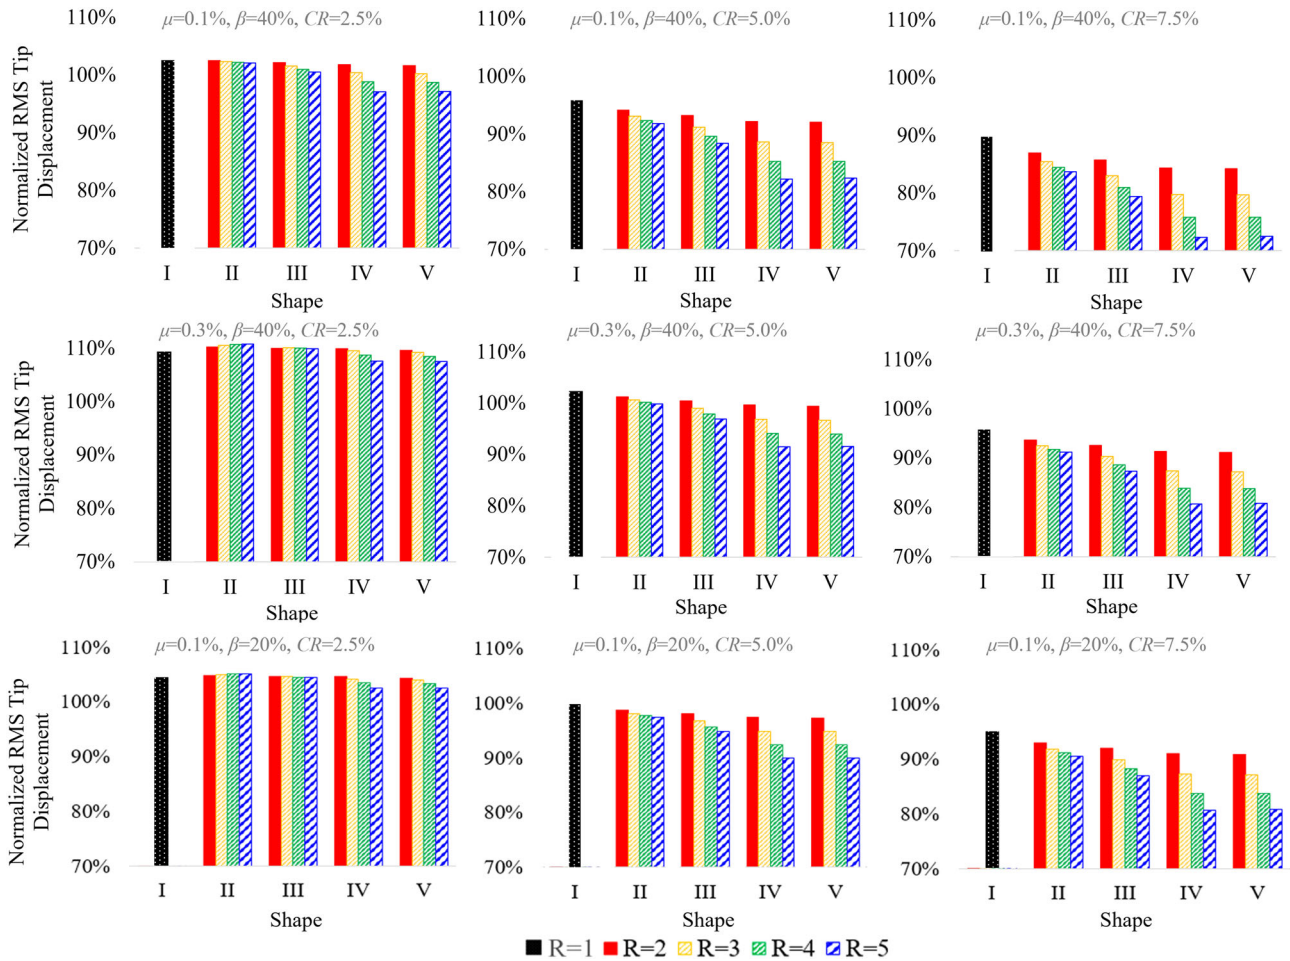 μ=0.1%, β=40%, CR=2.5%
110%
100%
90%
80%
70%
Normalized RMS Tip
Displacement
I II III IV V
Shape
μ=0.1%, β=40%, CR=5.0%
110%
100%
90%
80%
70%
I II III IV V
Shape
μ=0.1%, β=40%, CR=7.5%
110%
100%
90%
80%
70%
I II III IV V
Shape
μ=0.3%, β=40%, CR=2.5%
110%
100%
90%
80%
70%
Normalized RMS Tip
Displacement
I II III IV V
Shape
μ=0.3%, β=40%, CR=5.0%
110%
100%
90%
80%
70%
I II III IV V
Shape
μ=0.3%, β=40%, CR=7.5%
110%
100%
90%
80%
70%
I II III IV V
Shape
μ=0.1%, β=20%, CR=2.5%
110%
100%
90%
80%
70%
Normalized RMS Tip
Displacement
I II III IV V
Shape
μ=0.1%, β=20%, CR=5.0%
110%
100%
90%
80%
70%
I II III IV V
Shape
μ=0.1%, β=20%, CR=7.5%
110%
100%
90%
80%
70%
I II III IV V
Shape
R=1 R=2 R=3 R=4 R=5